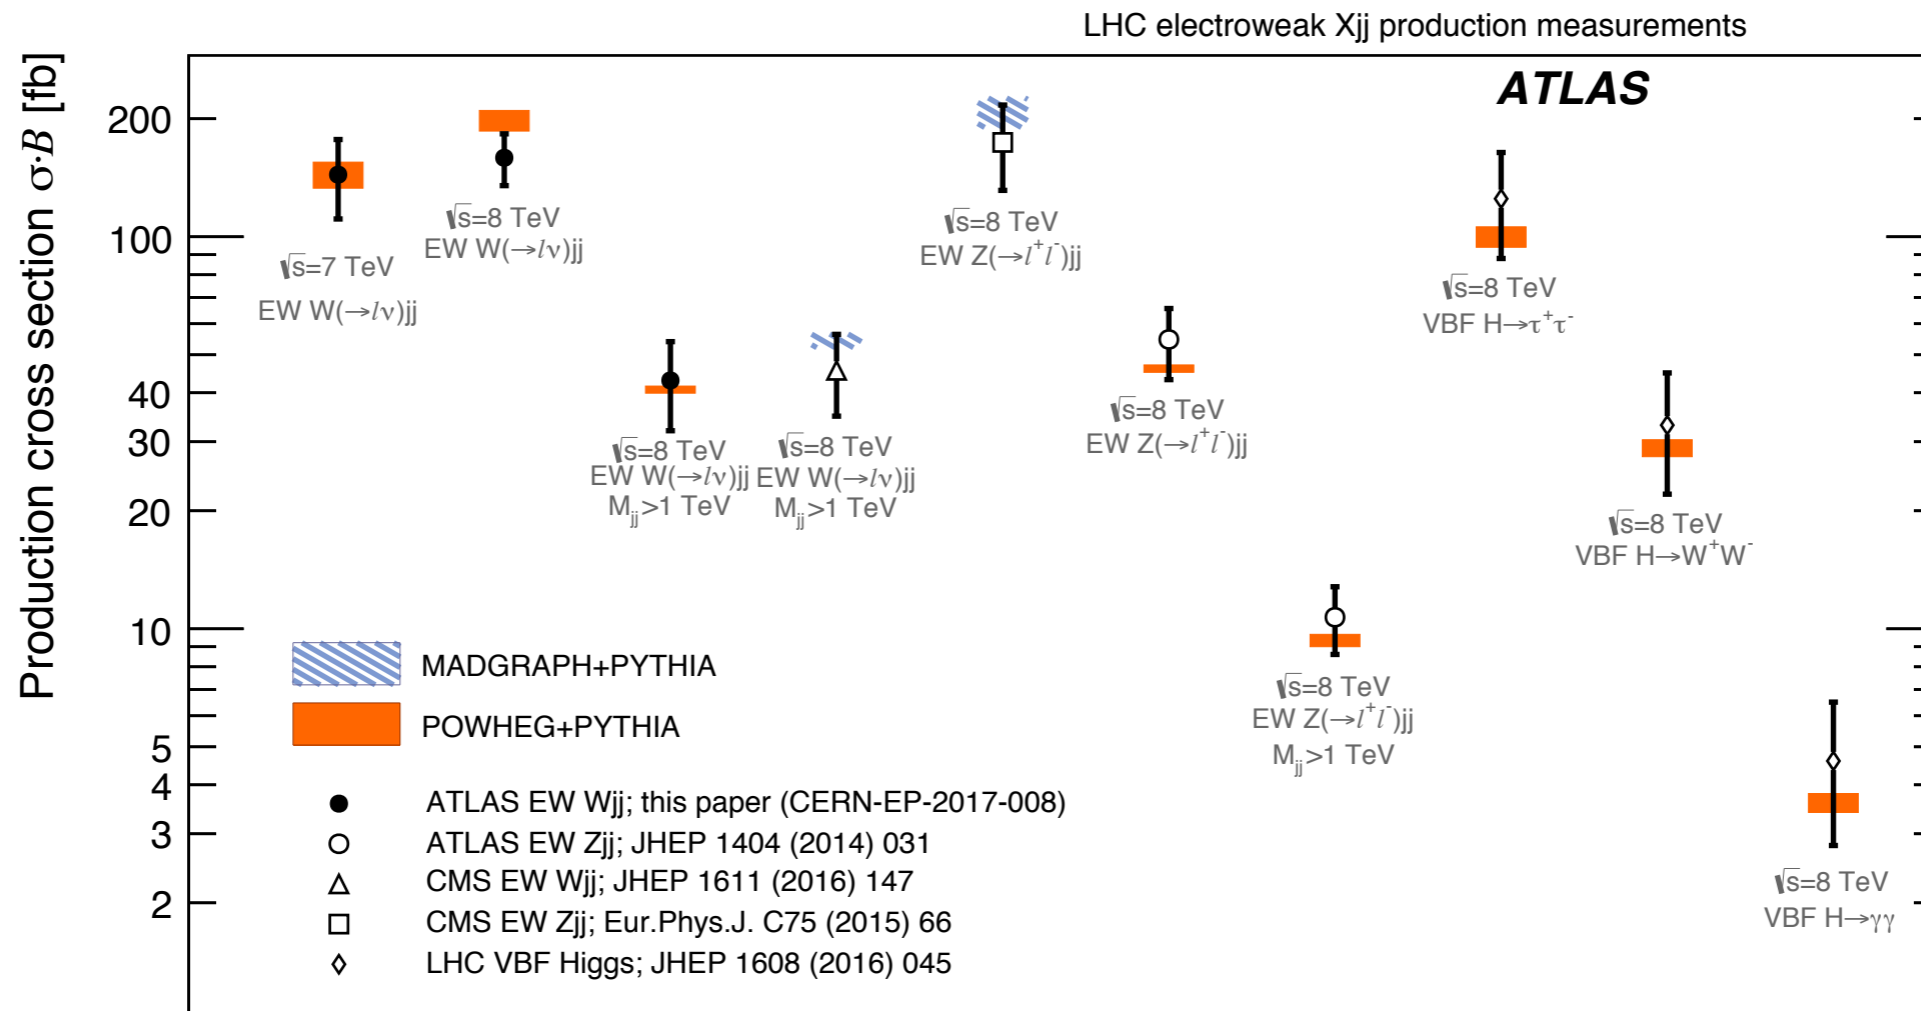 LHC electroweak Xjj production measurements
ATLAS
Production cross section σ·B [fb]
200
100
40
30
20
10
5
4
3
2
√s=7 TeV
EW W(→lν)jj
√s=8 TeV
EW W(→lν)jj
√s=8 TeV
EW W(→lν)jj
Mjj>1 TeV
√s=8 TeV
EW W(→lν)jj
Mjj>1 TeV
√s=8 TeV
EW Z(→l⁺l⁻)jj
√s=8 TeV
EW Z(→l⁺l⁻)jj
√s=8 TeV
EW Z(→l⁺l⁻)jj
Mjj>1 TeV
√s=8 TeV
VBF H→τ⁺τ⁻
√s=8 TeV
VBF H→W⁺W⁻
√s=8 TeV
VBF H→γγ
MADGRAPH+PYTHIA
POWHEG+PYTHIA
ATLAS EW Wjj; this paper (CERN-EP-2017-008)
ATLAS EW Zjj; JHEP 1404 (2014) 031
CMS EW Wjj; JHEP 1611 (2016) 147
CMS EW Zjj; Eur.Phys.J. C75 (2015) 66
LHC VBF Higgs; JHEP 1608 (2016) 045